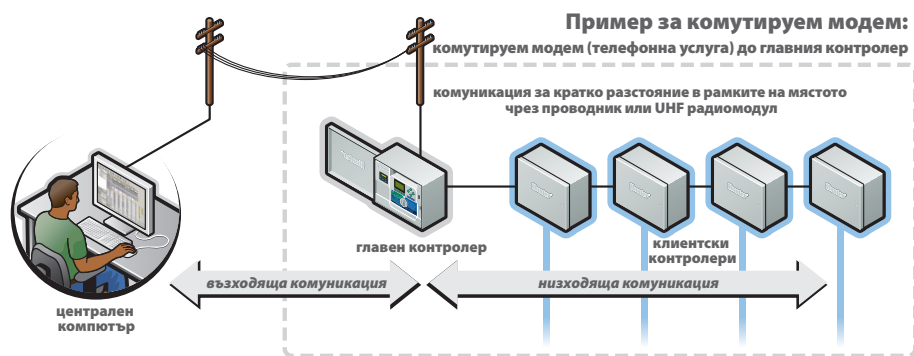 Пример за комутируем модем:
комутируем модем (телефонна услуга) до главния контролер
комуникация за кратко разстояние в рамките на мястото
чрез проводник или UHF радиомодул
главен контролер
клиентски
контролери
възходяща комуникация
низходяща комуникация
централен
компютър